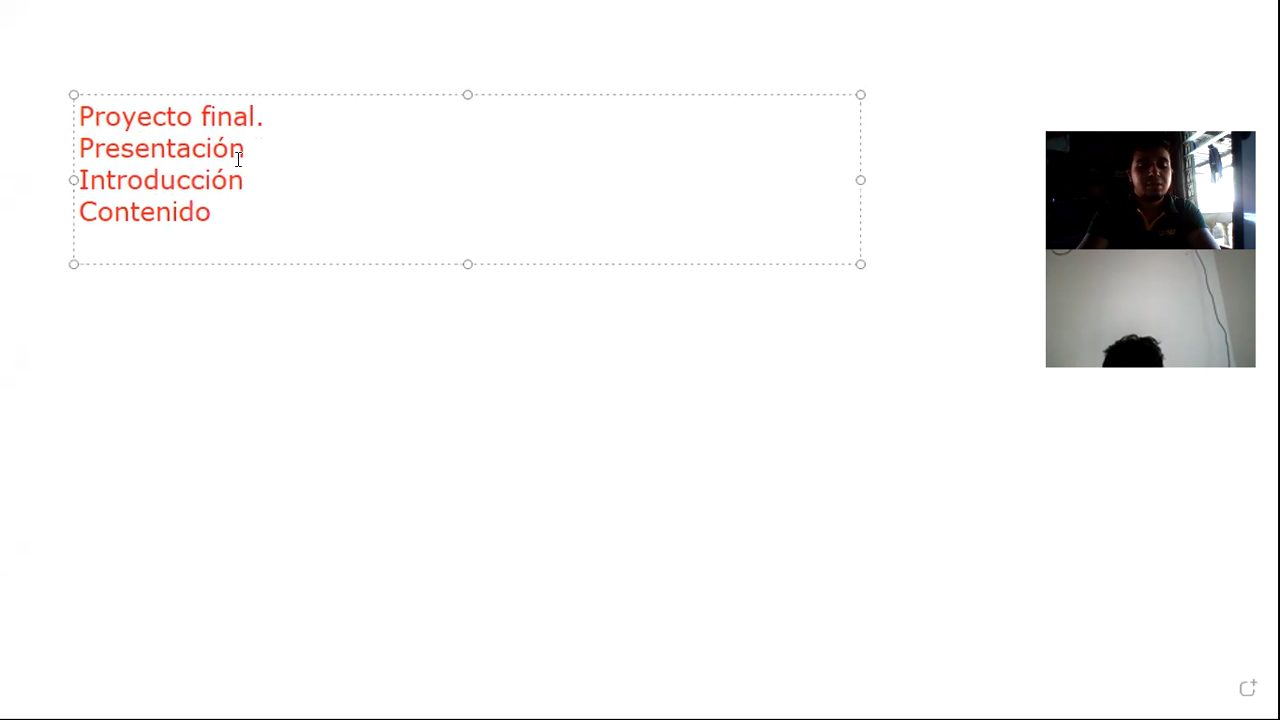 Proyecto final.
Presentación
Introducción
Contenido